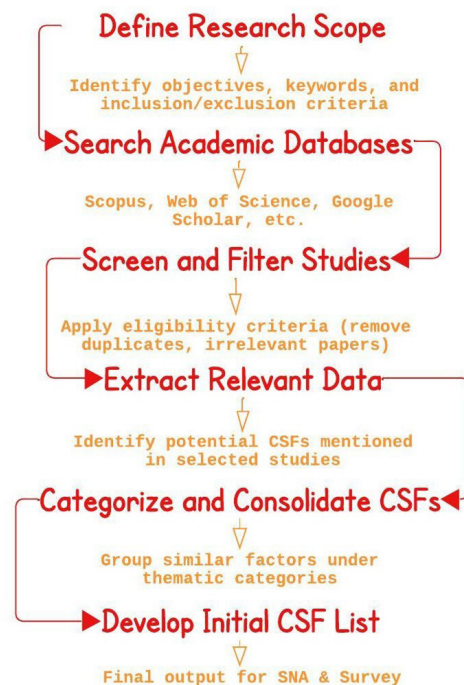 Define Research Scope
Identify objectives, keywords, and
inclusion/exclusion criteria
Search Academic Databases
Scopus, Web of Science, Google
Scholar, etc.
Screen and Filter Studies
Apply eligibility criteria (remove
duplicates, irrelevant papers)
Extract Relevant Data
Identify potential CSFs mentioned
in selected studies
Categorize and Consolidate CSFs
Group similar factors under
thematic categories
Develop Initial CSF List
Final output for SNA & Survey